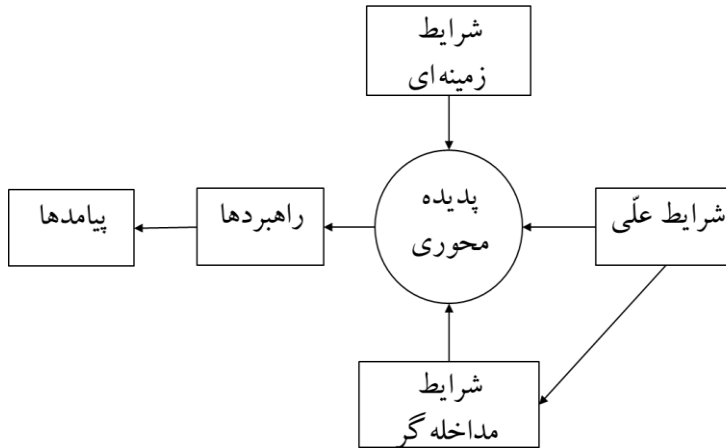 شرایط
زمینه‌ای
شرایط علّی
پدیده
محوری
راهبردها
پیامدها
شرایط
مداخله‌گر